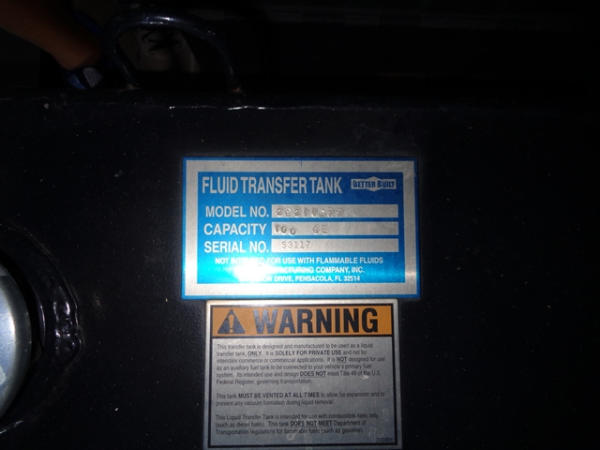 FLUID TRANSFER TANK BETTER BUILT
MODEL NO.
CAPACITY 100
SERIAL NO. 53117
NOT FOR USE WITH FLAMMABLE FLUIDS
MANUFACTURING COMPANY, INC.
DRIVE, PENSACOLA, FL 32514
WARNING
This transfer tank is designed and manufactured to be used as a liquid
transfer tank, ONLY. It is SOLELY FOR PRIVATE USE and not for
interstate commerce or commercial applications. It is NOT designed for use
as an auxiliary fuel tank to be connected to your vehicle's primary fuel
system. Its intended use and design DOES NOT meet Title 49 of the U.S.
Federal Register, governing transportation.
This tank MUST BE VENTED AT ALL TIMES to allow for expansion and to
prevent any vacuum formation during liquid removal.
This Liquid Transfer Tank is intended for use with combustible fuels only
(such as diesel fuels). This tank DOES NOT MEET Department of
Transportation regulations for flammable fuels (such as gasoline).